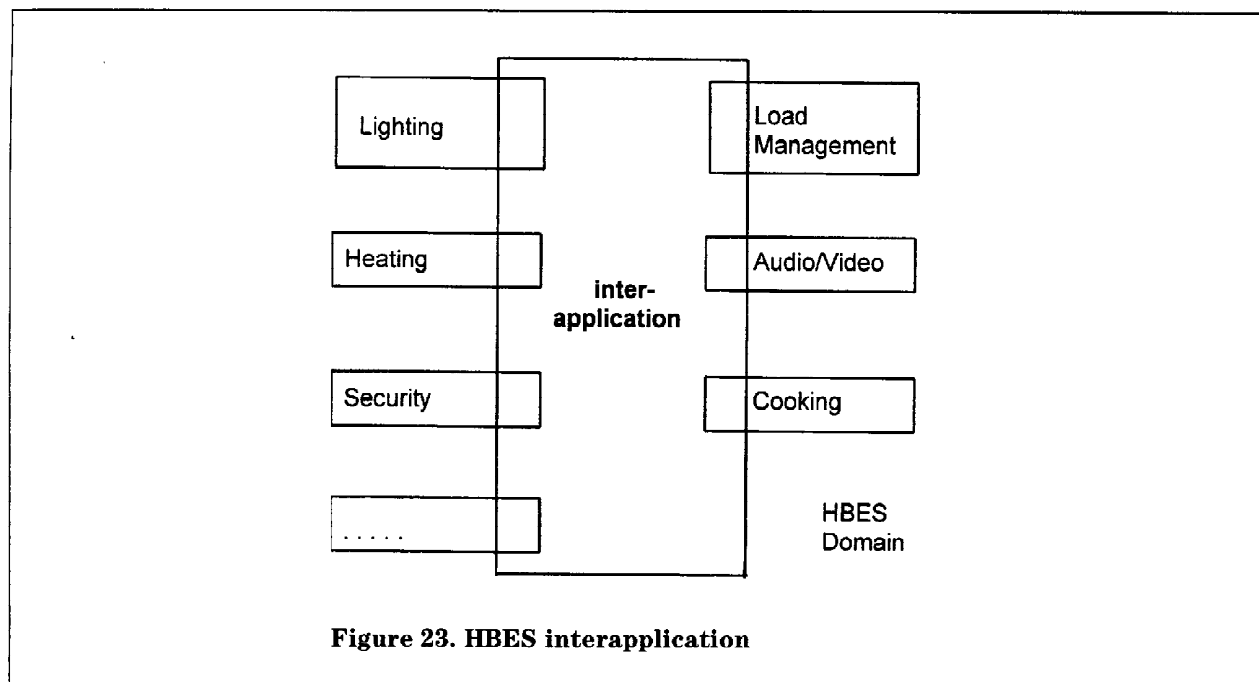 Lighting
Load
Management
Heating
Audio/Video
inter-
application
Security
Cooking
. . . . .
HBES
Domain
Figure 23. HBES interapplication